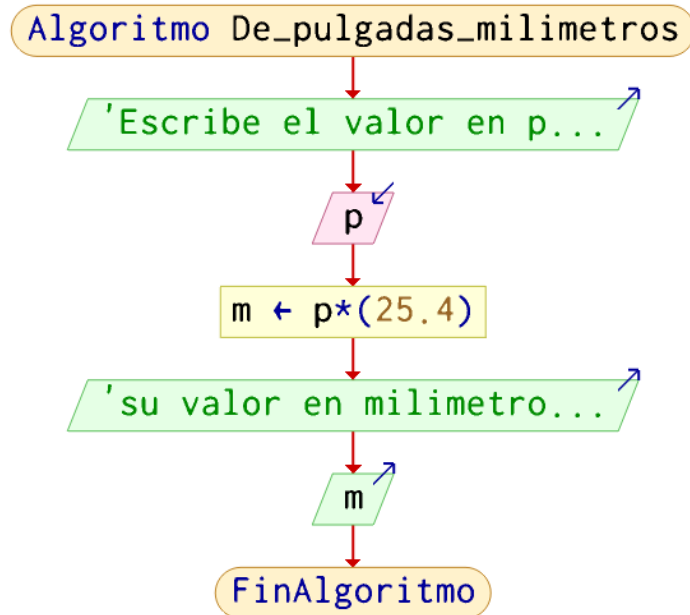 Algoritmo De_pulgadas_milimetros
'Escribe el valor en p...
p
m ← p*(25.4)
'su valor en milimetro...
m
FinAlgoritmo